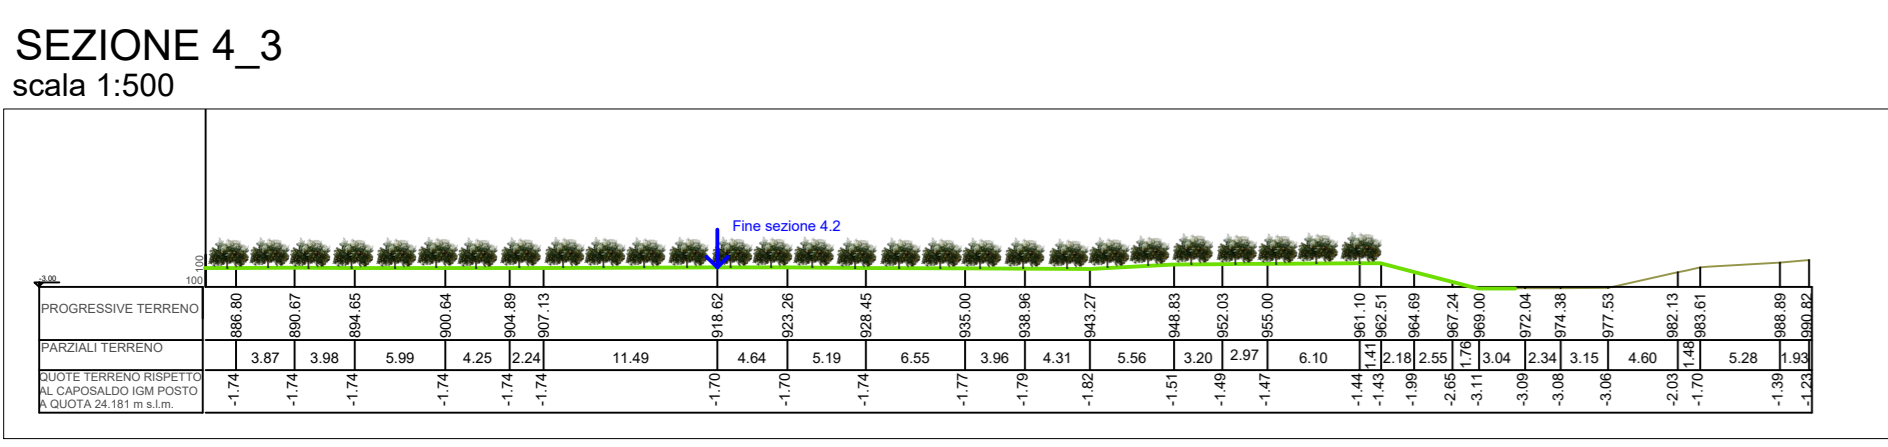 SEZIONE 4_3
scala 1:500
Fine sezione 4.2
100
100
-3.00
PROGRESSIVE TERRENO 886.80 890.67 894.65 900.64 904.89 907.13 918.62 923.26 928.45 935.00 938.96 943.27 948.83 952.03 955.00 961.10 962.51 964.69 967.24 969.00 972.04 974.38 977.53 982.13 983.61 988.89 990.82
PARZIALI TERRENO 3.87 3.98 5.99 4.25 2.24 11.49 4.64 5.19 6.55 3.96 4.31 5.56 3.20 2.97 6.10 1.41 2.18 2.55 1.76 3.04 2.34 3.15 4.60 1.48 5.28 1.93
QUOTE TERRENO RISPETTO
AL CAPOSALDO IGM POSTO
A QUOTA 24.181 m s.l.m.
-1.74 -1.74 -1.74 -1.74 -1.74 -1.74 -1.70 -1.70 -1.74 -1.77 -1.79 -1.82 -1.51 -1.49 -1.47 -1.44 -1.43 -1.99 -2.65 -3.11 -3.09 -3.08 -3.06 -2.03 -1.70 -1.39 -1.23